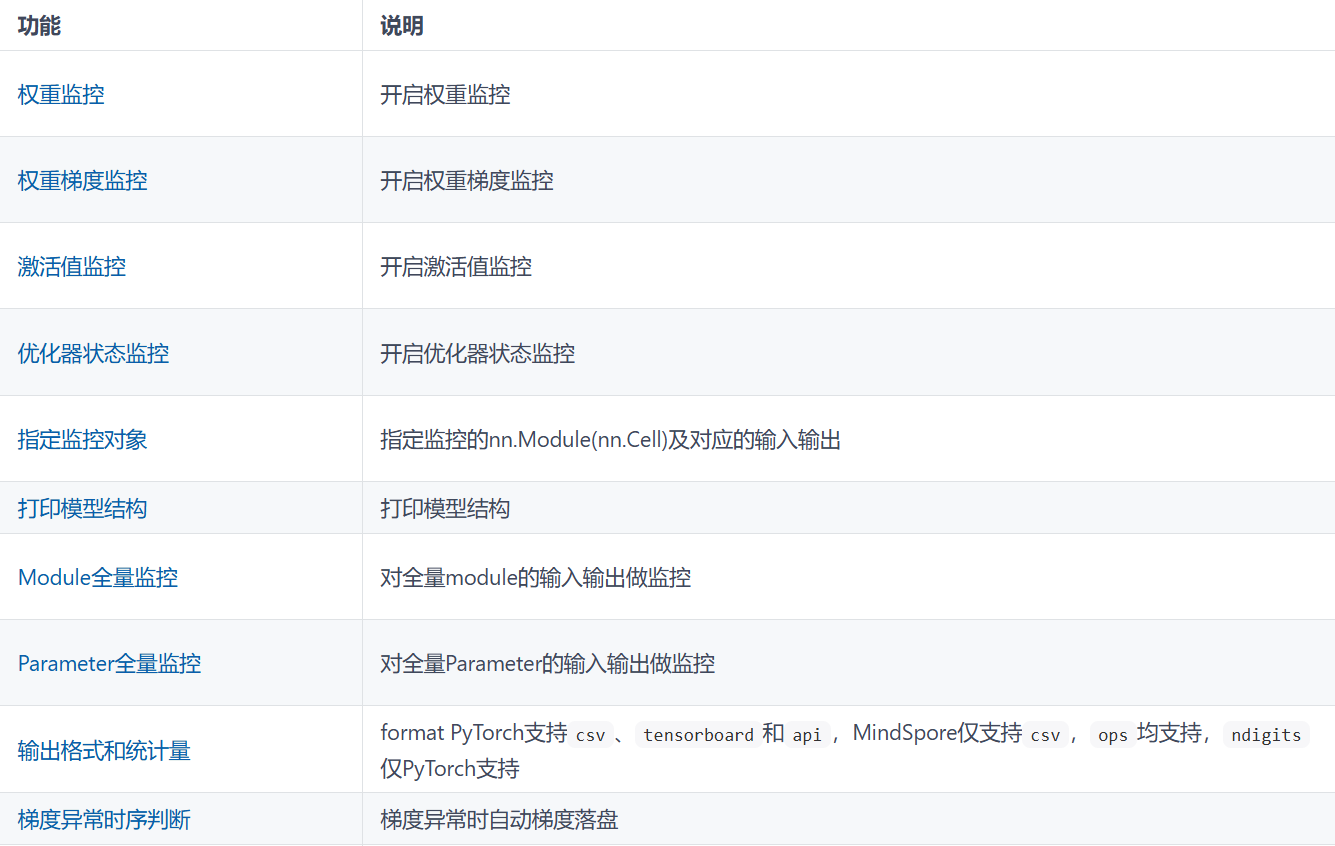 功能
说明
权重监控
开启权重监控
权重梯度监控
开启权重梯度监控
激活值监控
开启激活值监控
优化器状态监控
开启优化器状态监控
指定监控对象
指定监控的nn.Module(nn.Cell)及对应的输入输出
打印模型结构
打印模型结构
Module全量监控
对全量module的输入输出做监控
Parameter全量监控
对全量Parameter的输入输出做监控
输出格式和统计量
format PyTorch支持 csv 、 tensorboard 和 api ，MindSpore仅支持 csv ， ops 均支持， ndigits
仅PyTorch支持
梯度异常时序判断
梯度异常时自动梯度落盘